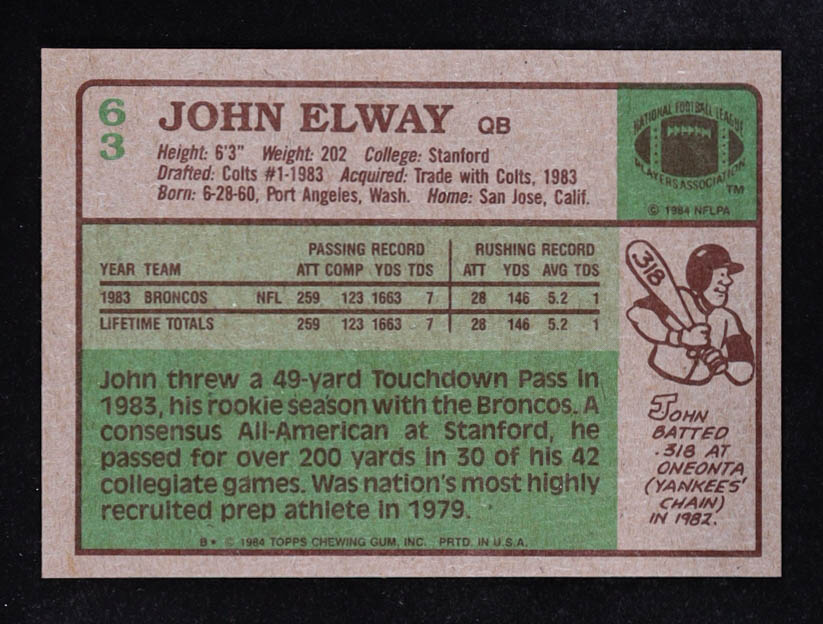 63
JOHN ELWAY QB
Height: 6'3" Weight: 202 College: Stanford
Drafted: Colts #1-1983 Acquired: Trade with Colts, 1983
Born: 6-28-60, Port Angeles, Wash. Home: San Jose, Calif.
NATIONAL FOOTBALL LEAGUE
PLAYERS ASSOCIATION
TM
© 1984 NFLPA
PASSING RECORD RUSHING RECORD
YEAR TEAM ATT COMP YDS TDS ATT YDS AVG TDS
1983 BRONCOS NFL 259 123 1663 7 28 146 5.2 1
LIFETIME TOTALS 259 123 1663 7 28 146 5.2 1
John threw a 49-yard Touchdown Pass in
1983, his rookie season with the Broncos. A
consensus All-American at Stanford, he
passed for over 200 yards in 30 of his 42
collegiate games. Was nation's most highly
recruited prep athlete in 1979.
.318
JOHN
BATTED
.318 AT
ONEONTA
(YANKEES'
CHAIN)
IN 1982.
B* © 1984 TOPPS CHEWING GUM, INC. PRTD. IN U.S.A.